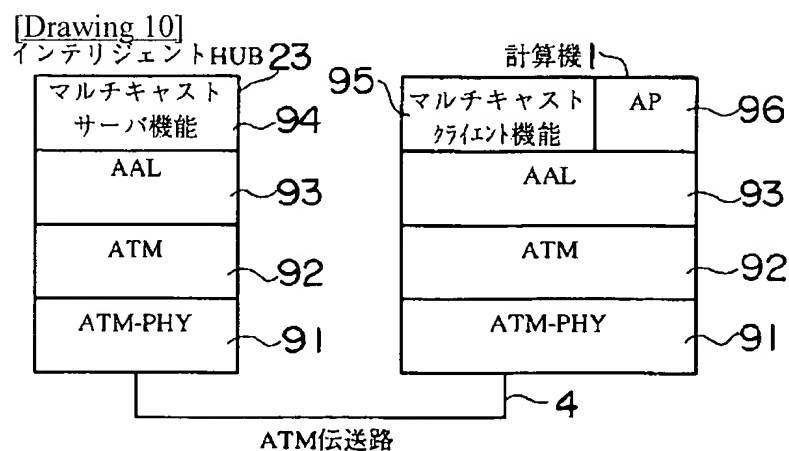 [Drawing 10]
インテリジェントHUB 23
計算機 1
マルチキャスト
サーバ機能
94
95
マルチキャスト
クライエント機能
AP
96
AAL
93
AAL
93
ATM
92
ATM
92
ATM-PHY
91
ATM-PHY
91
4
ATM伝送路